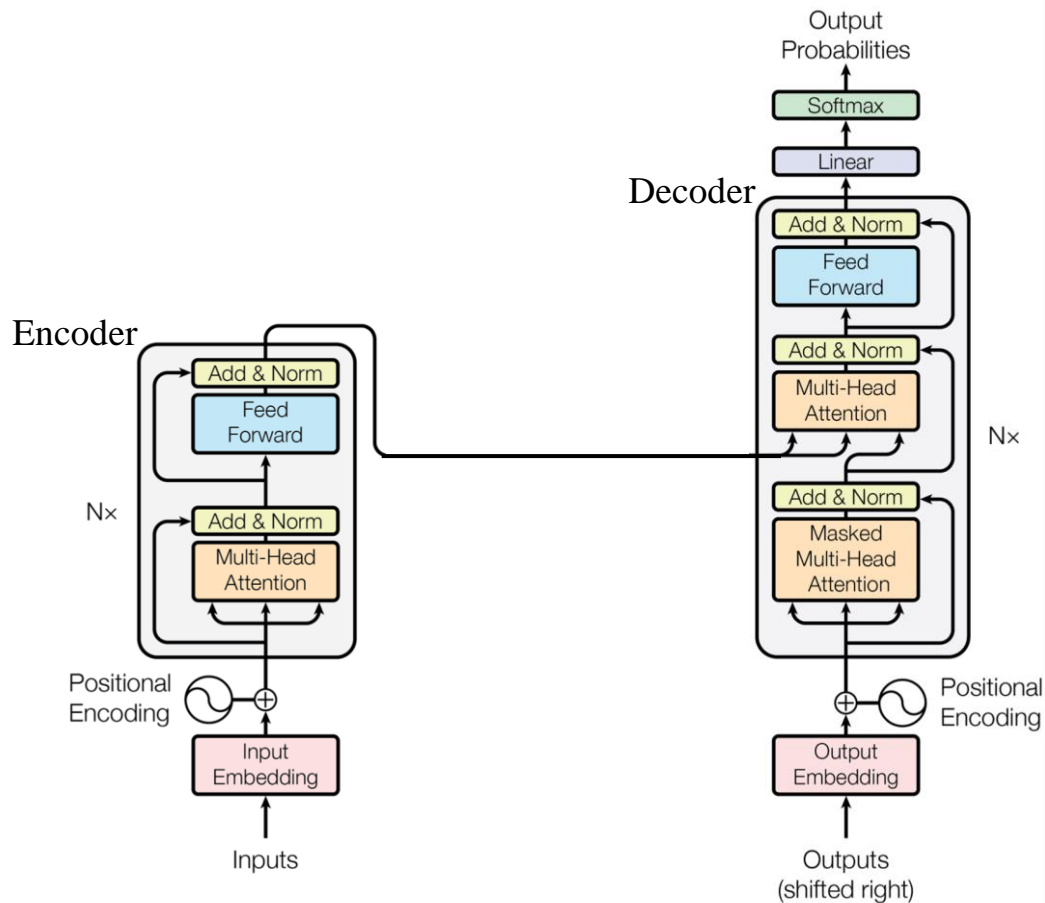 Output
Probabilities
Softmax
Linear
Decoder
Add & Norm
Feed
Forward
Add & Norm
Multi-Head
Attention
N×
Add & Norm
Masked
Multi-Head
Attention
Positional
Encoding
Output
Embedding
Outputs
(shifted right)
Encoder
Add & Norm
Feed
Forward
N×
Add & Norm
Multi-Head
Attention
Positional
Encoding
Input
Embedding
Inputs